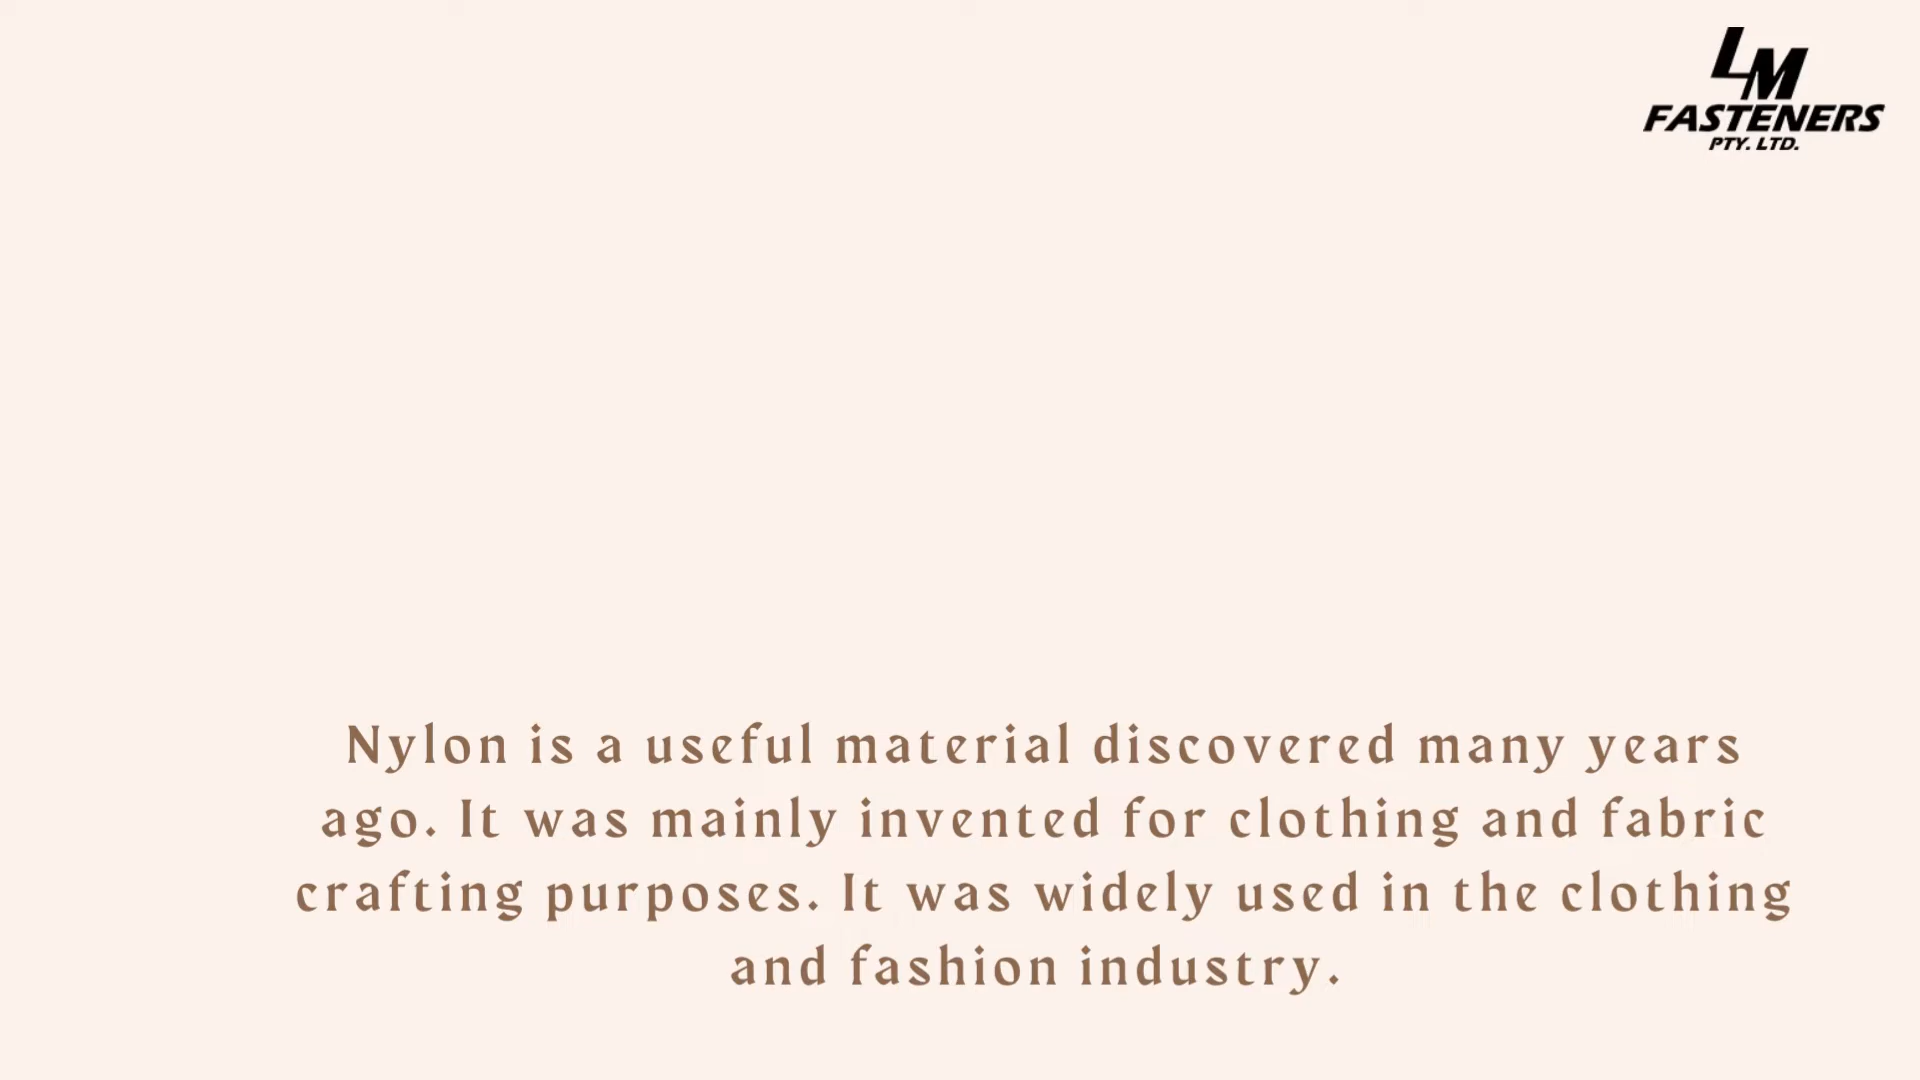 LM
FASTENERS
PTY. LTD.
Nylon is a useful material discovered many years
ago. It was mainly invented for clothing and fabric
crafting purposes. It was widely used in the clothing
and fashion industry.